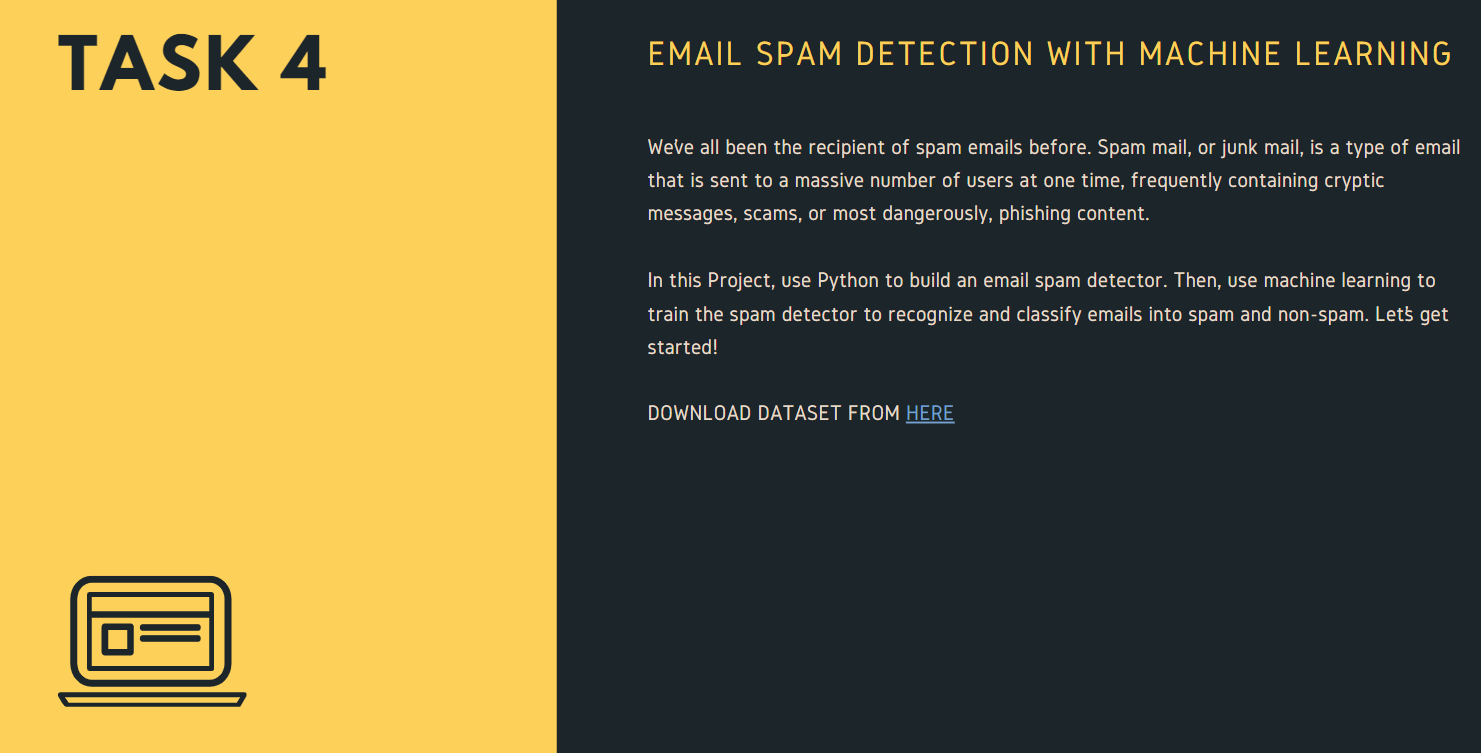 TASK 4
EMAIL SPAM DETECTION WITH MACHINE LEARNING
We've all been the recipient of spam emails before. Spam mail, or junk mail, is a type of email
that is sent to a massive number of users at one time, frequently containing cryptic
messages, scams, or most dangerously, phishing content.
In this Project, use Python to build an email spam detector. Then, use machine learning to
train the spam detector to recognize and classify emails into spam and non-spam. Let's get
started!
DOWNLOAD DATASET FROM HERE